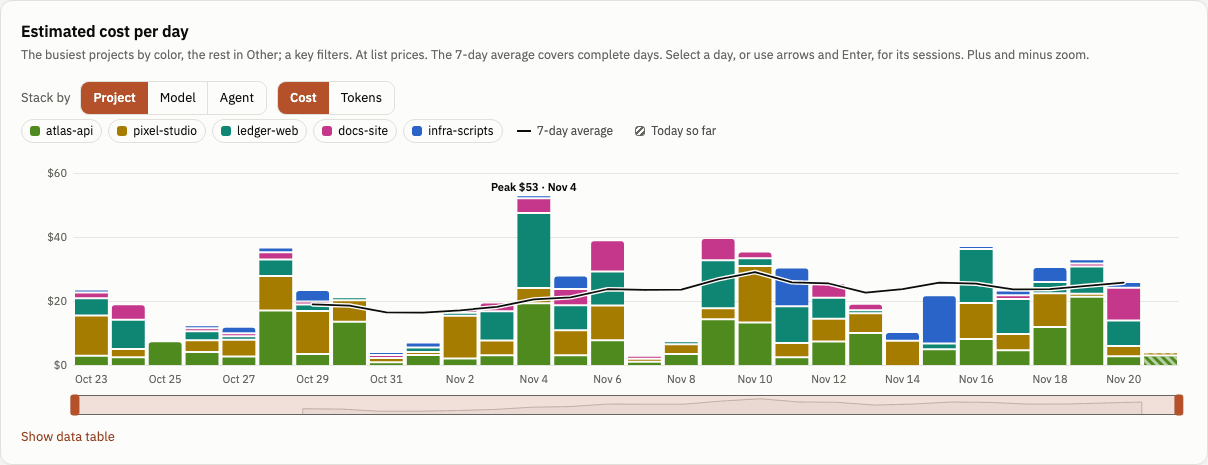 Estimated cost per day
The busiest projects by color, the rest in Other; a key filters. At list prices. The 7-day average covers complete days. Select a day, or use arrows and Enter, for its sessions. Plus and minus zoom.
Stack by Project Model Agent Cost Tokens
atlas-api pixel-studio ledger-web docs-site infra-scripts 7-day average Today so far
$60
Peak $53 · Nov 4
$40
$20
$0
Oct 23 Oct 25 Oct 27 Oct 29 Oct 31 Nov 2 Nov 4 Nov 6 Nov 8 Nov 10 Nov 12 Nov 14 Nov 16 Nov 18 Nov 20
Show data table